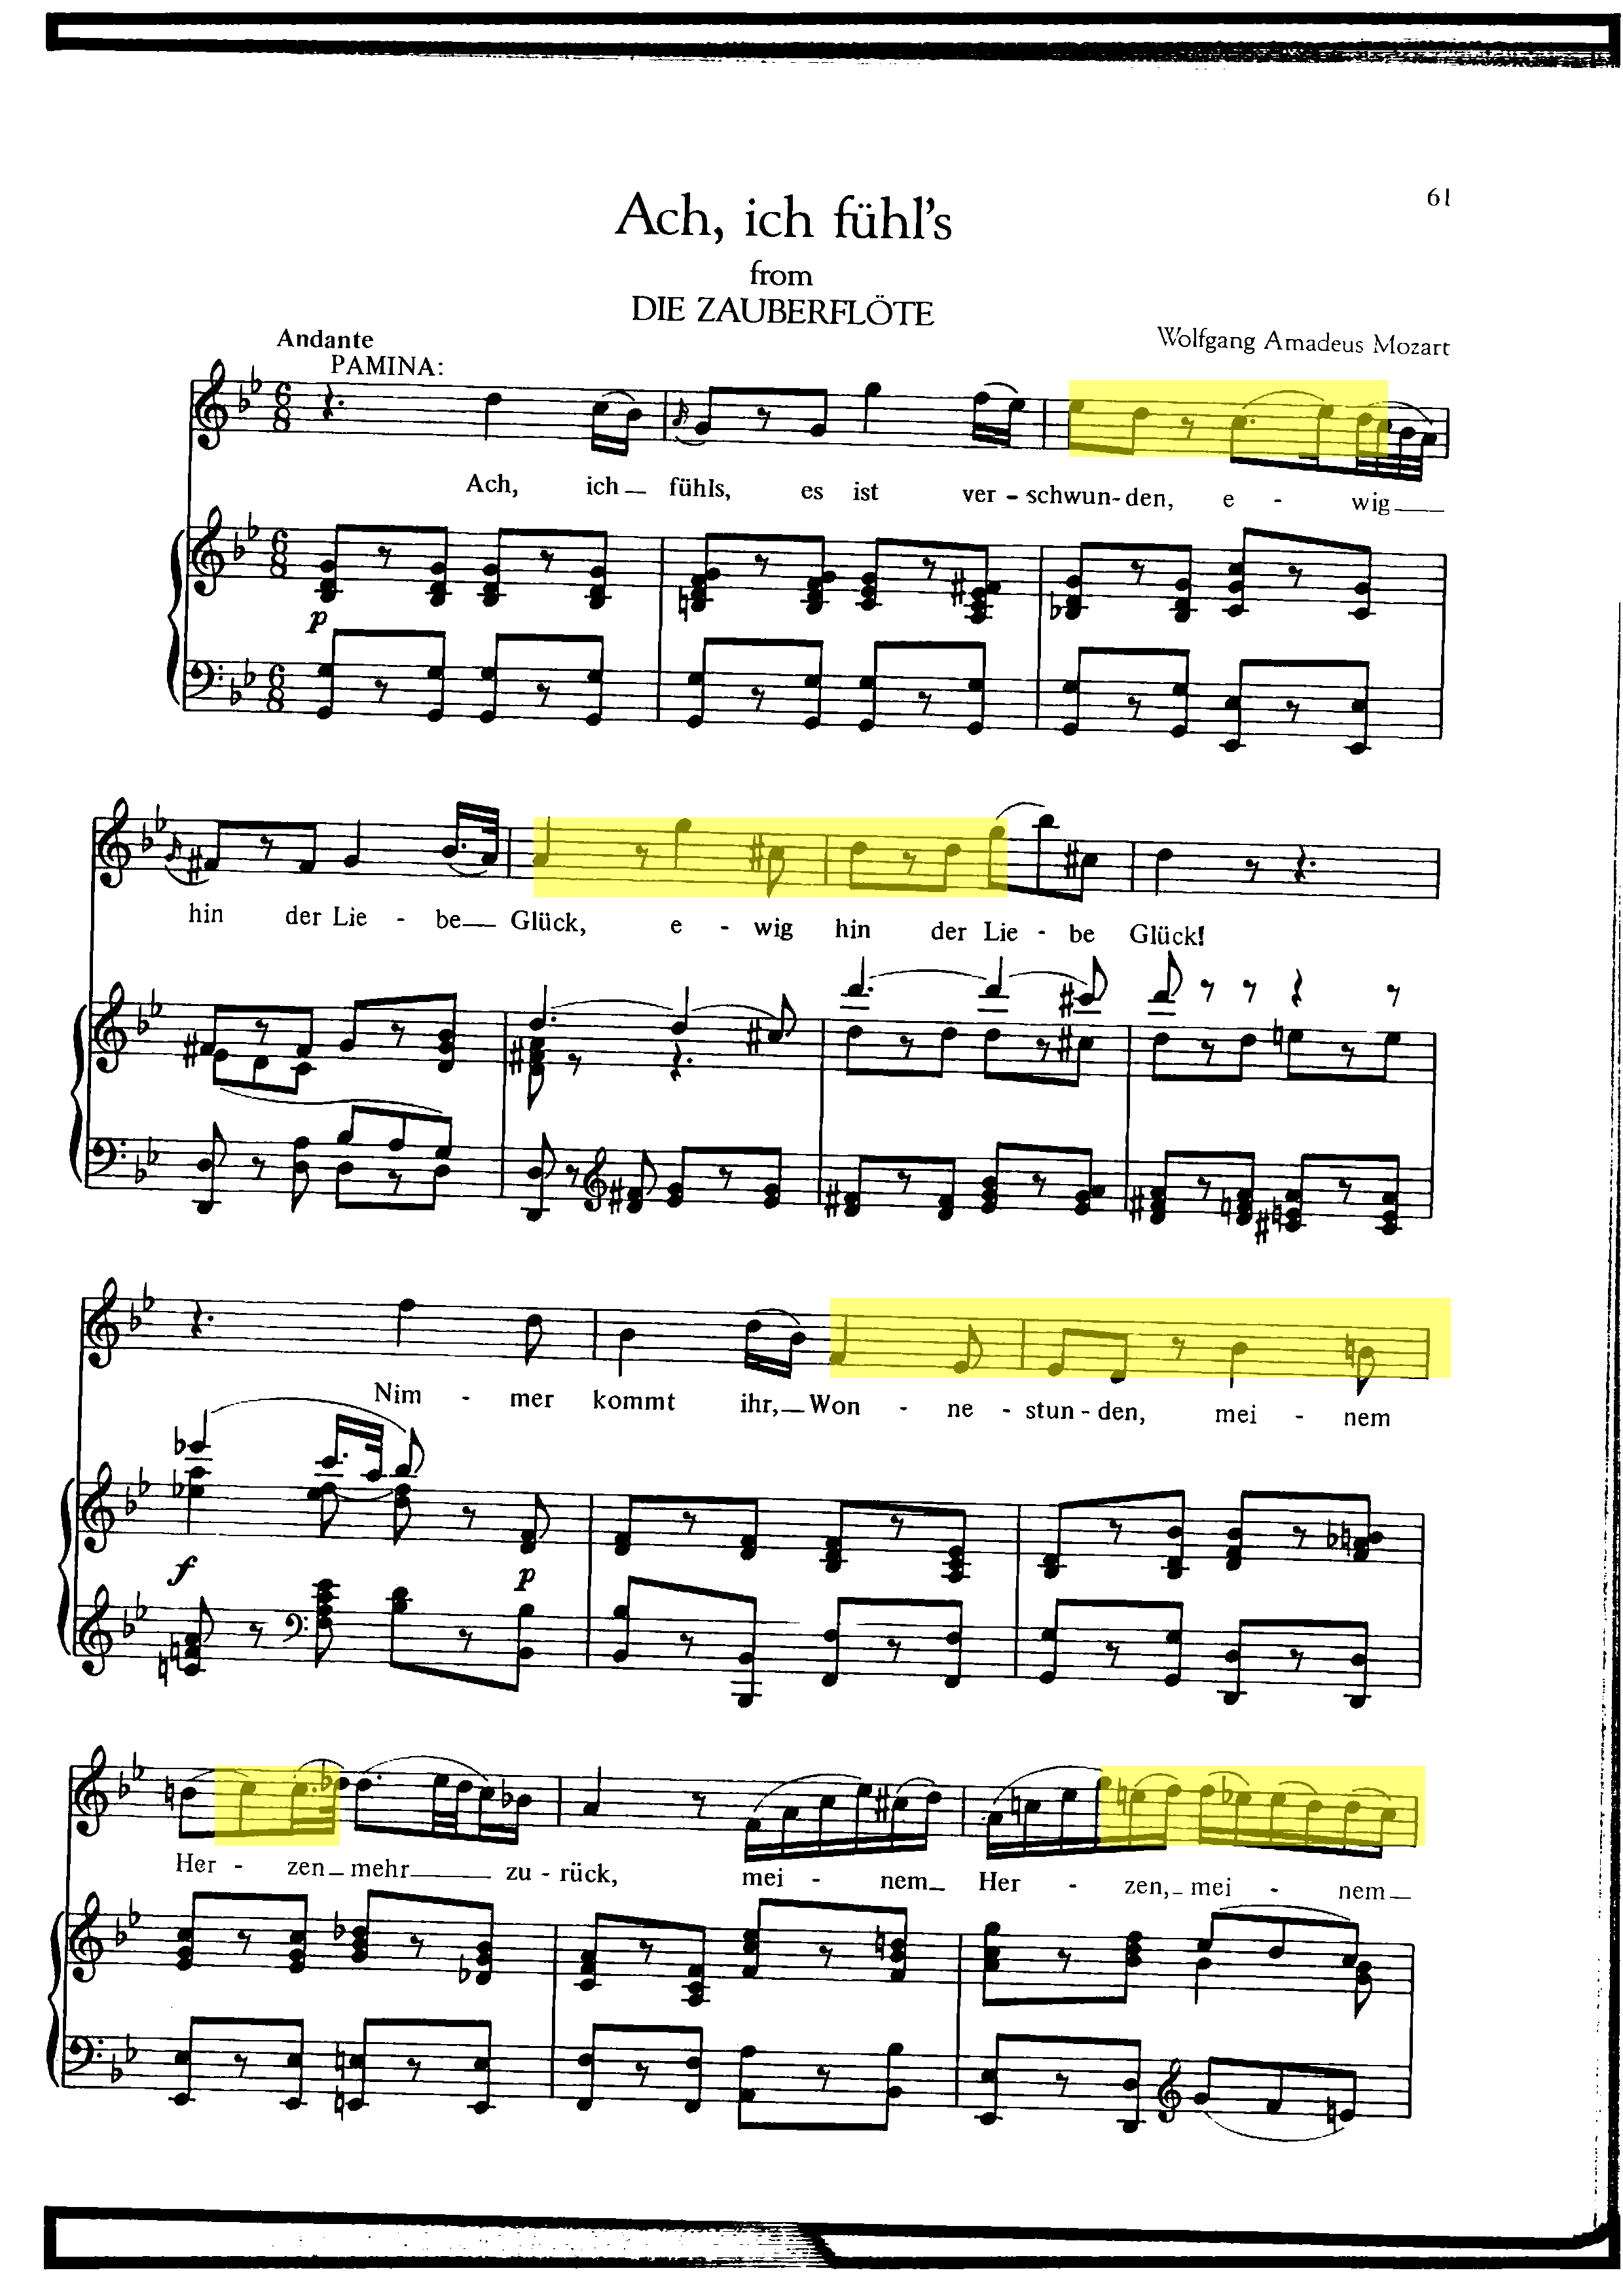 61
Ach, ich fühl's
from
DIE ZAUBERFLÖTE
Andante
Wolfgang Amadeus Mozart
PAMINA:
Ach, ich fühls, es ist ver - schwun - den, e - wig
p
hin der Lie - be Glück, e - wig hin der Lie - be Glück!
Nim - mer kommt ihr, Won - ne - stun - den, mei - nem
f p
Her - zen mehr zu - rück, mei - nem Her - zen, mei - nem